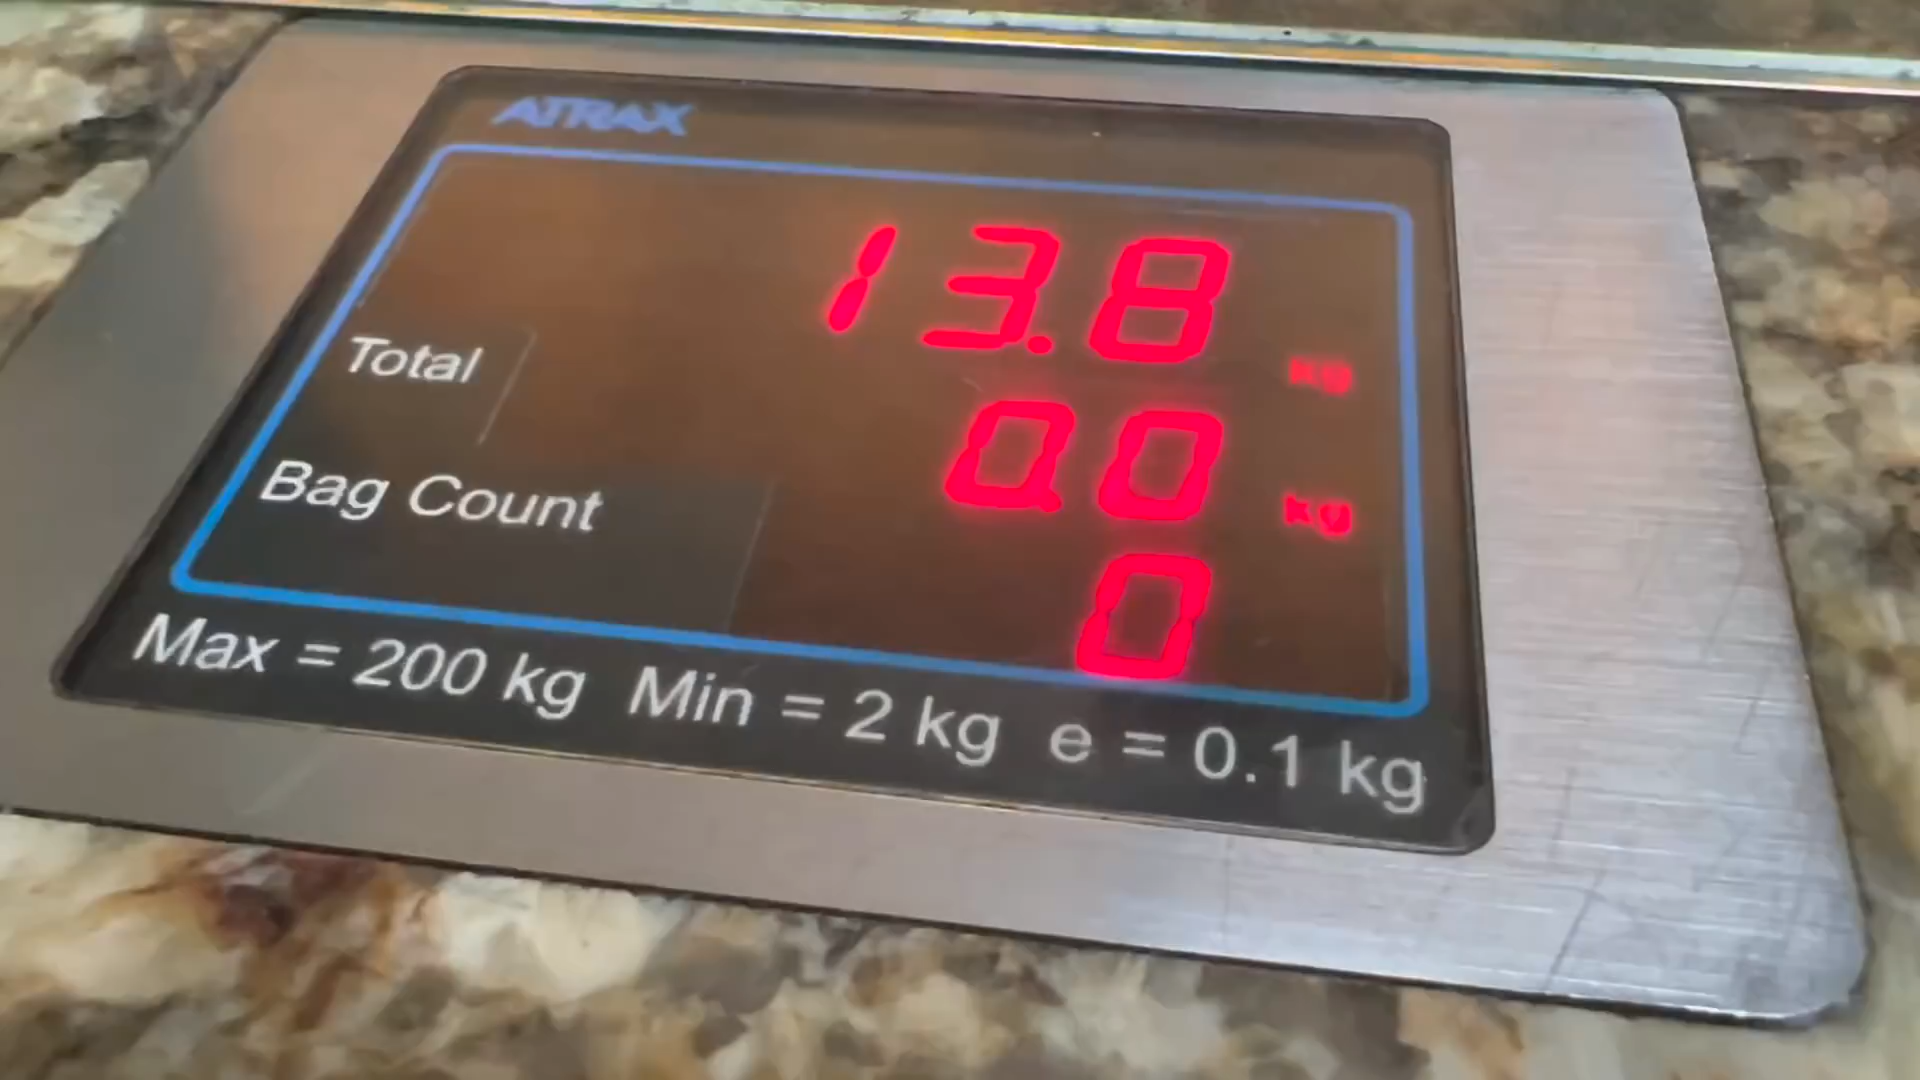 ATRAX
13.8 kg
Total 0.0 kg
Bag Count 0
Max = 200 kg Min = 2 kg e = 0.1 kg